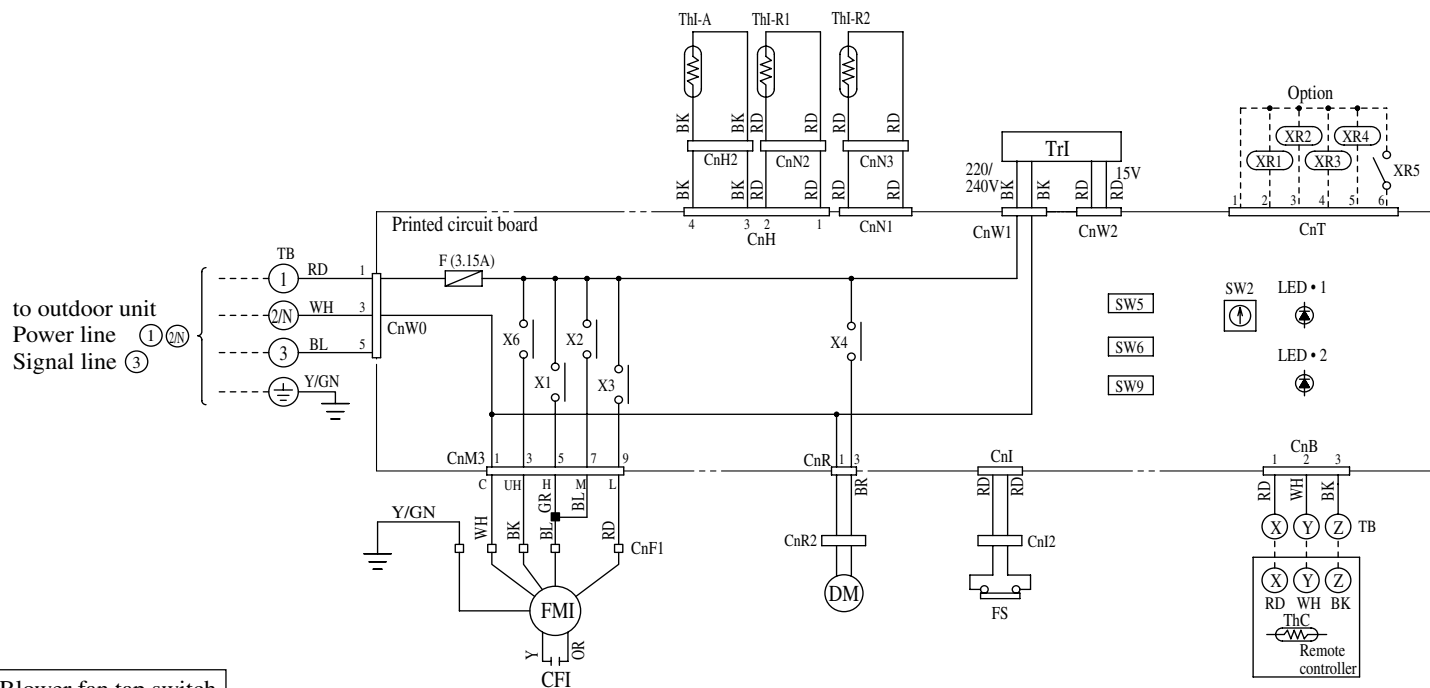 ThI-A ThI-R1 ThI-R2
BK BK RD RD RD RD
CnH2 CnN2 CnN3
BK BK RD RD RD RD
4 3 2 1
CnH CnN1
TrI
220/
240V
15V
BK BK RD RD
CnW1 CnW2
Option
XR1 XR2 XR3 XR4 XR5
1 2 3 4 5 6
CnT
Printed circuit board
TB
1 RD 1
2/N WH 3
3 BL 5
Y/GN
CnW0
to outdoor unit
Power line 1 2/N
Signal line 3
F (3.15A)
X6 X2
X1 X3
X4
SW5
SW6
SW9
SW2
LED • 1
LED • 2
CnM3 1 3 5 7 9
C UH H M L
GR BL
WH BK BL RD
CnF1
Y/GN
FMI
Y OR
CFI
CnR 1 3
BR
CnR2
DM
CnI
RD RD
CnI2
FS
CnB
1 2 3
RD WH BK
X Y Z TB
X Y Z
RD WH BK
ThC
Remote
controller
Blower fan tap switch